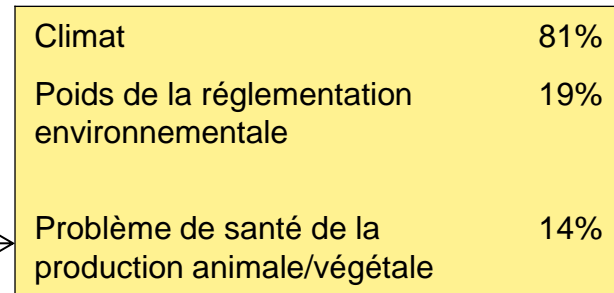 Climat 81%
Poids de la réglementation 19%
environnementale
Problème de santé de la 14%
production animale/végétale